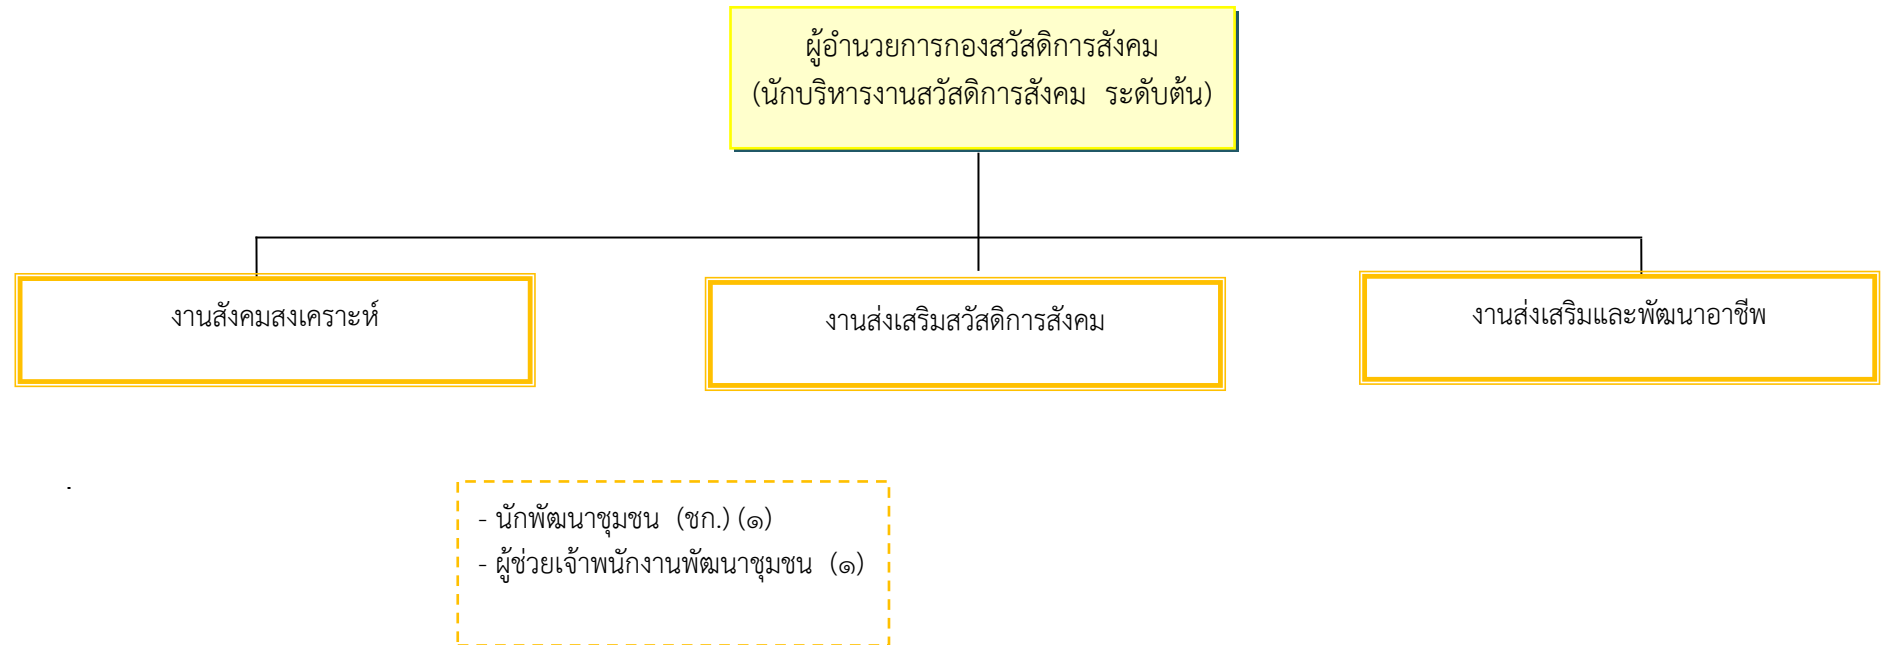 ผู้อำนวยการกองสวัสดิการสังคม
(นักบริหารงานสวัสดิการสังคม ระดับต้น)
งานสังคมสงเคราะห์
งานส่งเสริมสวัสดิการสังคม
งานส่งเสริมและพัฒนาอาชีพ
- นักพัฒนาชุมชน (ชก.) (๑)
- ผู้ช่วยเจ้าพนักงานพัฒนาชุมชน (๑)